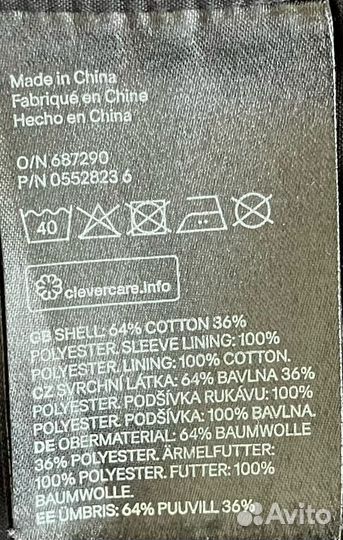 Made in China
Fabriqué en Chine
Hecho en China
O/N 687290
P/N 0552823 6
40
clevercare.info
GB SHELL: 64% COTTON 36%
POLYESTER. SLEEVE LINING: 100%
POLYESTER. LINING: 100% COTTON.
CZ SVRCHNÍ LÁTKA: 64% BAVLNA 36%
POLYESTER. PODŠÍVKA RUKÁVU: 100%
POLYESTER. PODŠÍVKA: 100% BAVLNA.
DE OBERMATERIAL: 64% BAUMWOLLE
36% POLYESTER. ÄRMELFUTTER:
100% POLYESTER. FUTTER: 100%
BAUMWOLLE.
EE ÜMBRIS: 64% PUUVILL 36%
Avito